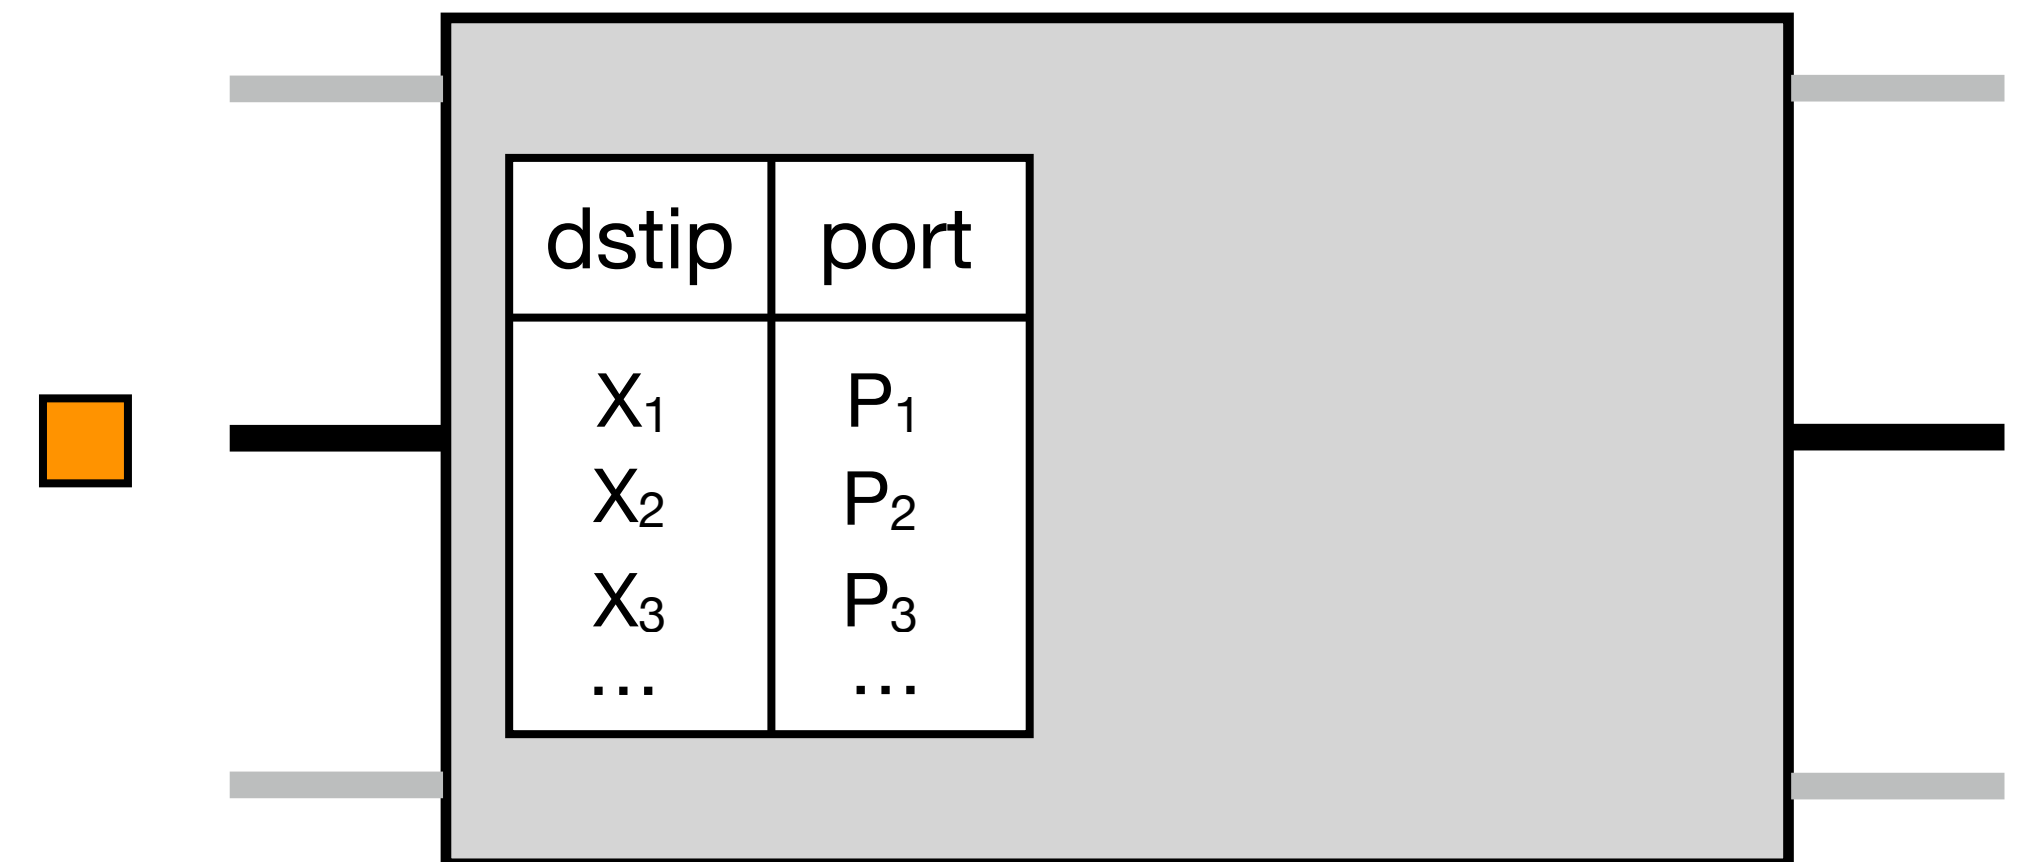 dstip port
X₁ P₁
X₂ P₂
X₃ P₃
... ...